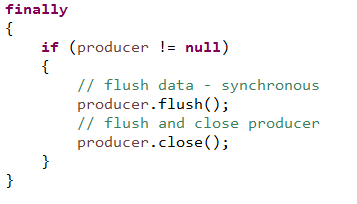 finally
{
    if (producer != null)
    {
        // flush data - synchronous
        producer.flush();
        // flush and close producer
        producer.close();
    }
}